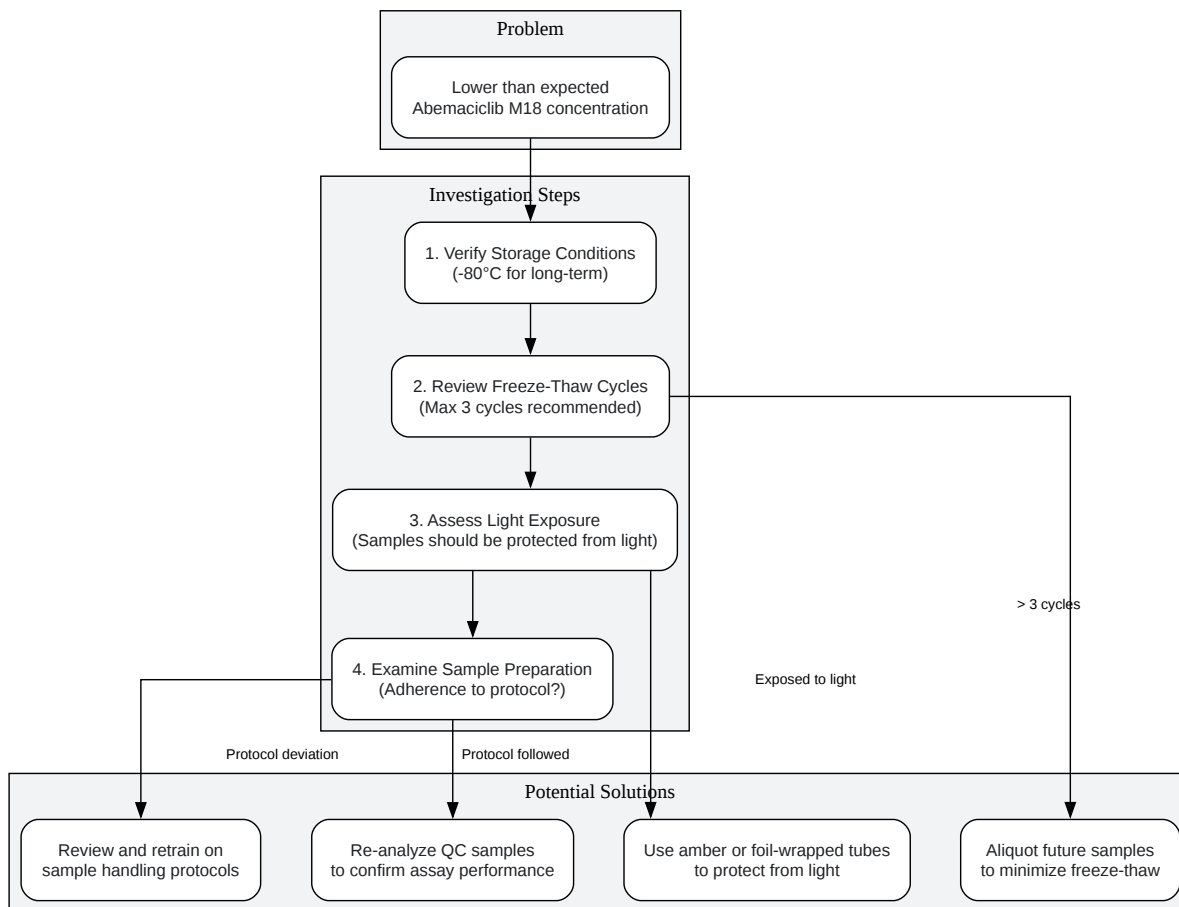 Problem
Lower than expected
Abemaciclib M18 concentration
Investigation Steps
1. Verify Storage Conditions
(-80°C for long-term)
2. Review Freeze-Thaw Cycles
(Max 3 cycles recommended)
3. Assess Light Exposure
(Samples should be protected from light)
> 3 cycles
4. Examine Sample Preparation
(Adherence to protocol?)
Exposed to light
Protocol deviation
Protocol followed
Potential Solutions
Review and retrain on
sample handling protocols
Re-analyze QC samples
to confirm assay performance
Use amber or foil-wrapped tubes
to protect from light
Aliquot future samples
to minimize freeze-thaw